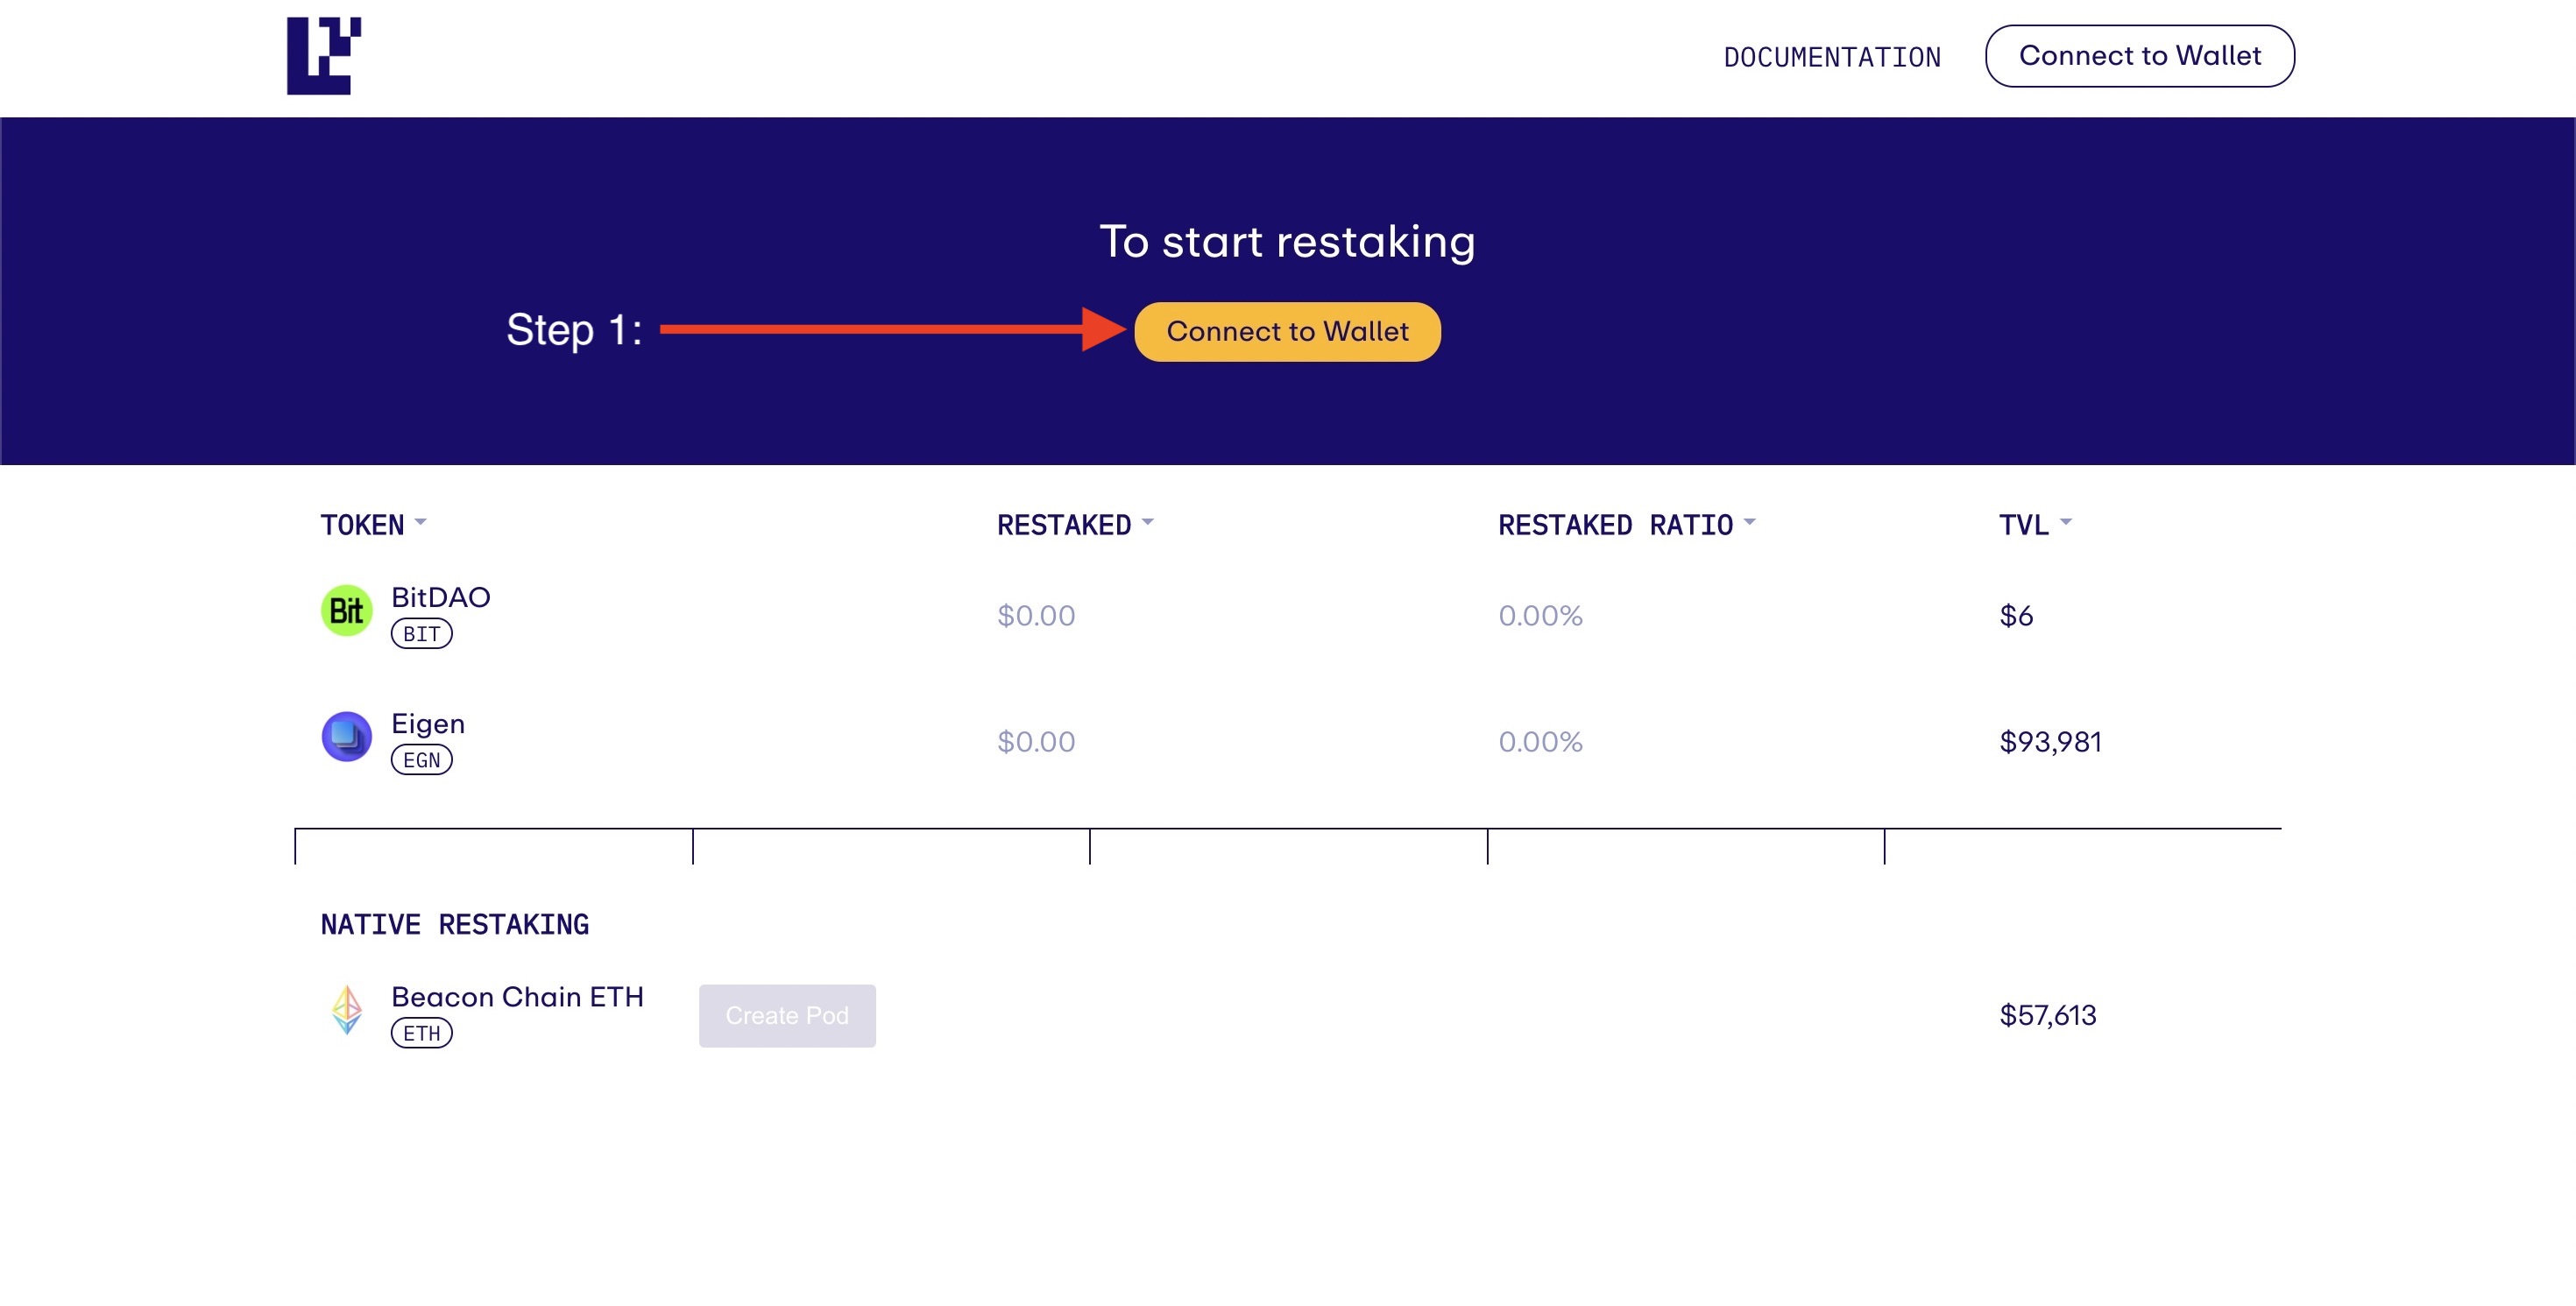 DOCUMENTATION Connect to Wallet
To start restaking
Step 1: Connect to Wallet
TOKEN RESTAKED RESTAKED RATIO TVL
Bit BitDAO
BIT $0.00 0.00% $6
Eigen
EGN $0.00 0.00% $93,981
NATIVE RESTAKING
Beacon Chain ETH
ETH Create Pod $57,613